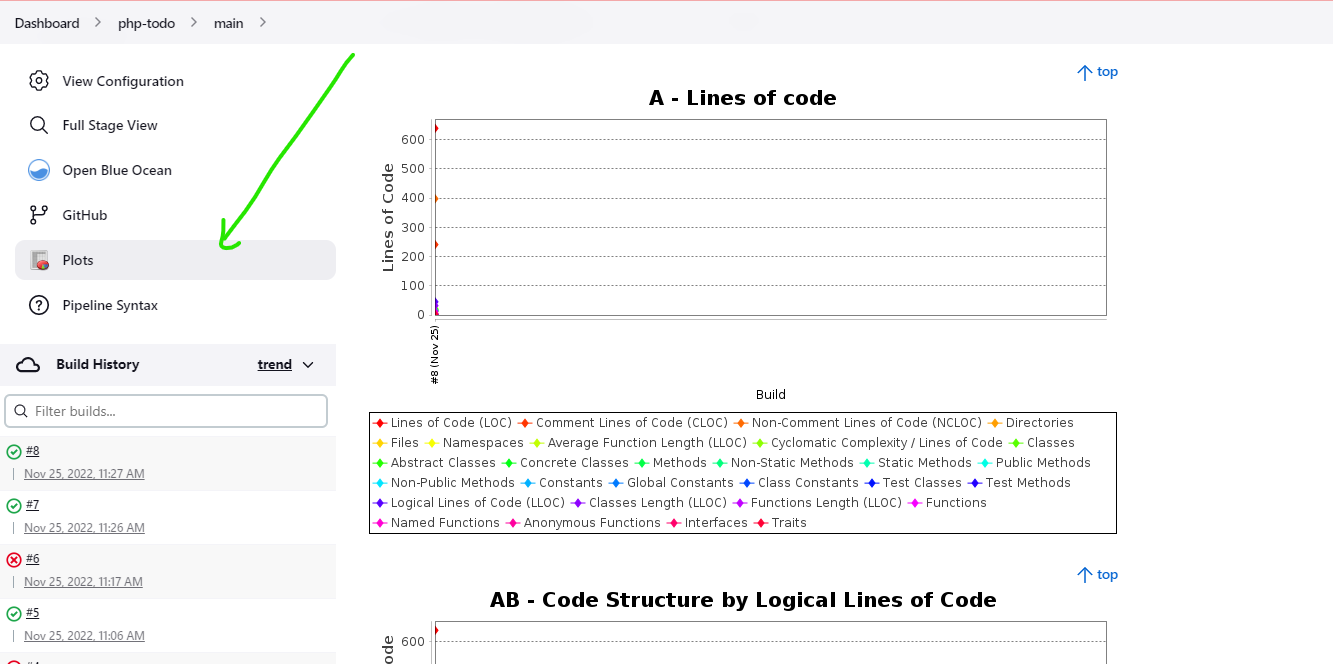 Dashboard > php-todo > main >
View Configuration
Full Stage View
Open Blue Ocean
GitHub
Plots
Pipeline Syntax
Build History trend
Filter builds...
#8
Nov 25, 2022, 11:27 AM
#7
Nov 25, 2022, 11:26 AM
#6
Nov 25, 2022, 11:17 AM
#5
Nov 25, 2022, 11:06 AM
top
A - Lines of code
Lines of Code
600
500
400
300
200
100
0
#8 (Nov 25)
Build
Lines of Code (LOC) Comment Lines of Code (CLOC) Non-Comment Lines of Code (NCLOC) Directories
Files Namespaces Average Function Length (LLOC) Cyclomatic Complexity / Lines of Code Classes
Abstract Classes Concrete Classes Methods Non-Static Methods Static Methods Public Methods
Non-Public Methods Constants Global Constants Class Constants Test Classes Test Methods
Logical Lines of Code (LLOC) Classes Length (LLOC) Functions Length (LLOC) Functions
Named Functions Anonymous Functions Interfaces Traits
top
AB - Code Structure by Logical Lines of Code
600